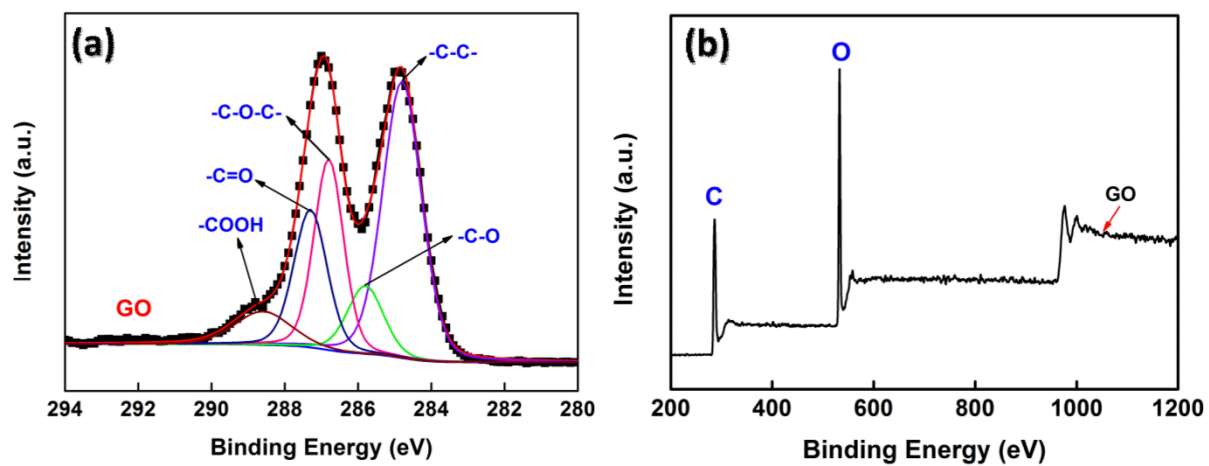 (a)
-C-C-
-C-O-C-
-C=O
-COOH
-C-O
GO
Intensity (a.u.)
294 292 290 288 286 284 282 280
Binding Energy (eV)
(b)
O
C
GO
Intensity (a.u.)
200 400 600 800 1000 1200
Binding Energy (eV)